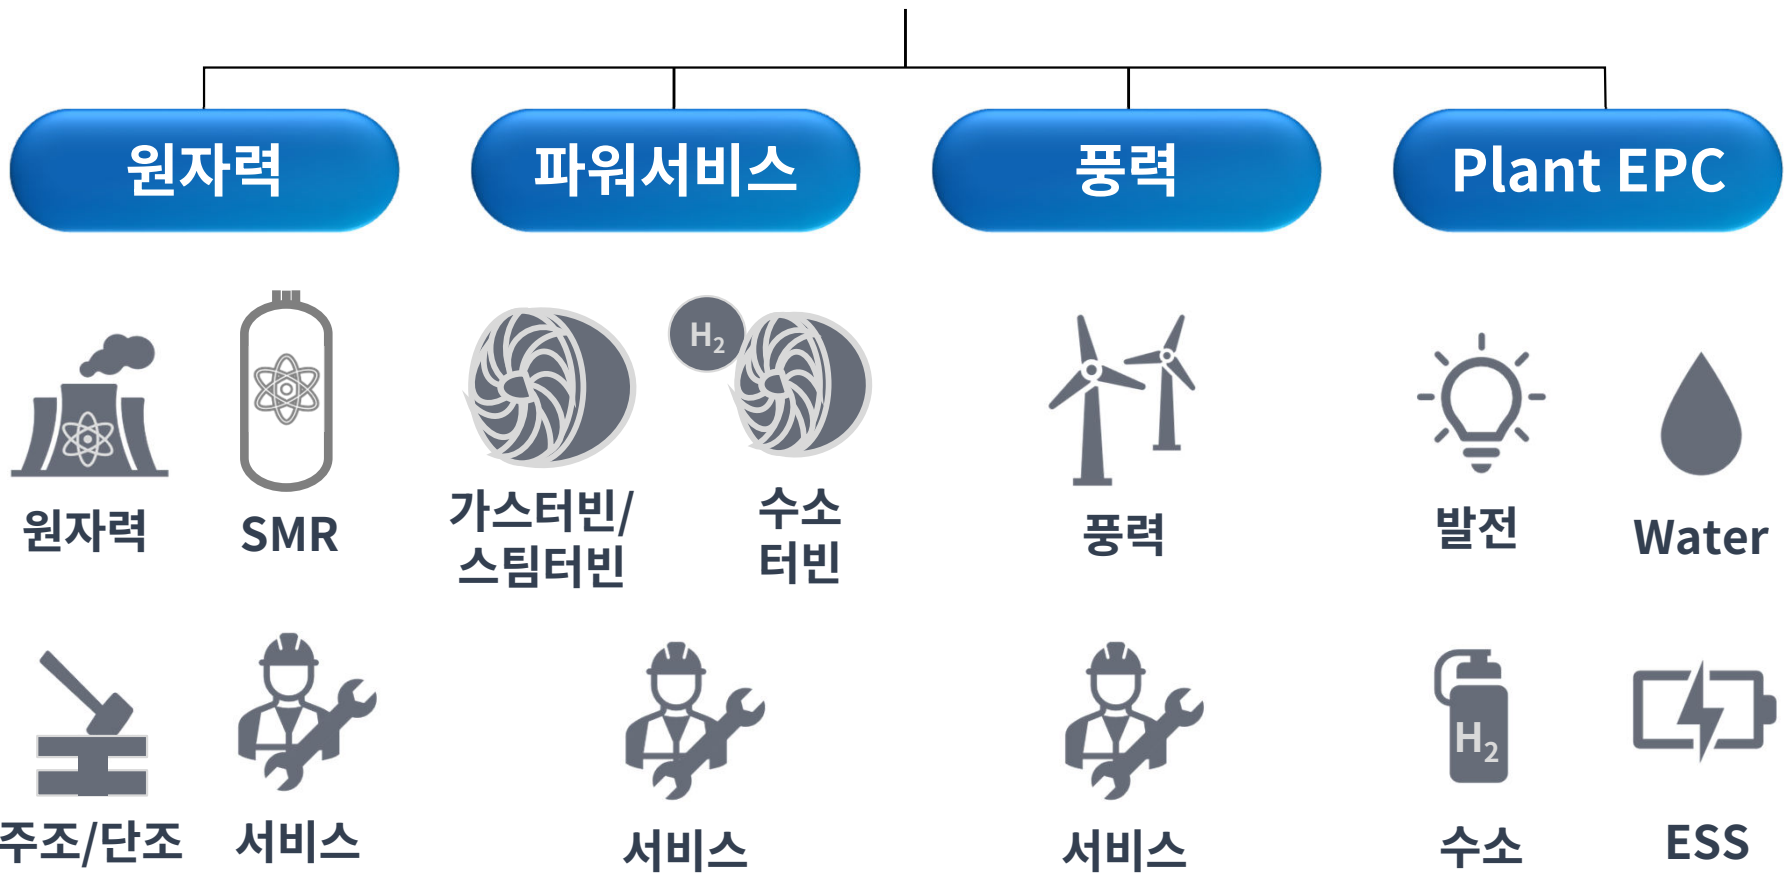 원자력
파워서비스
풍력
Plant EPC
H2
원자력
SMR
가스터빈/
스팀터빈
수소
터빈
풍력
발전
Water
H2
주조/단조
서비스
서비스
서비스
수소
ESS